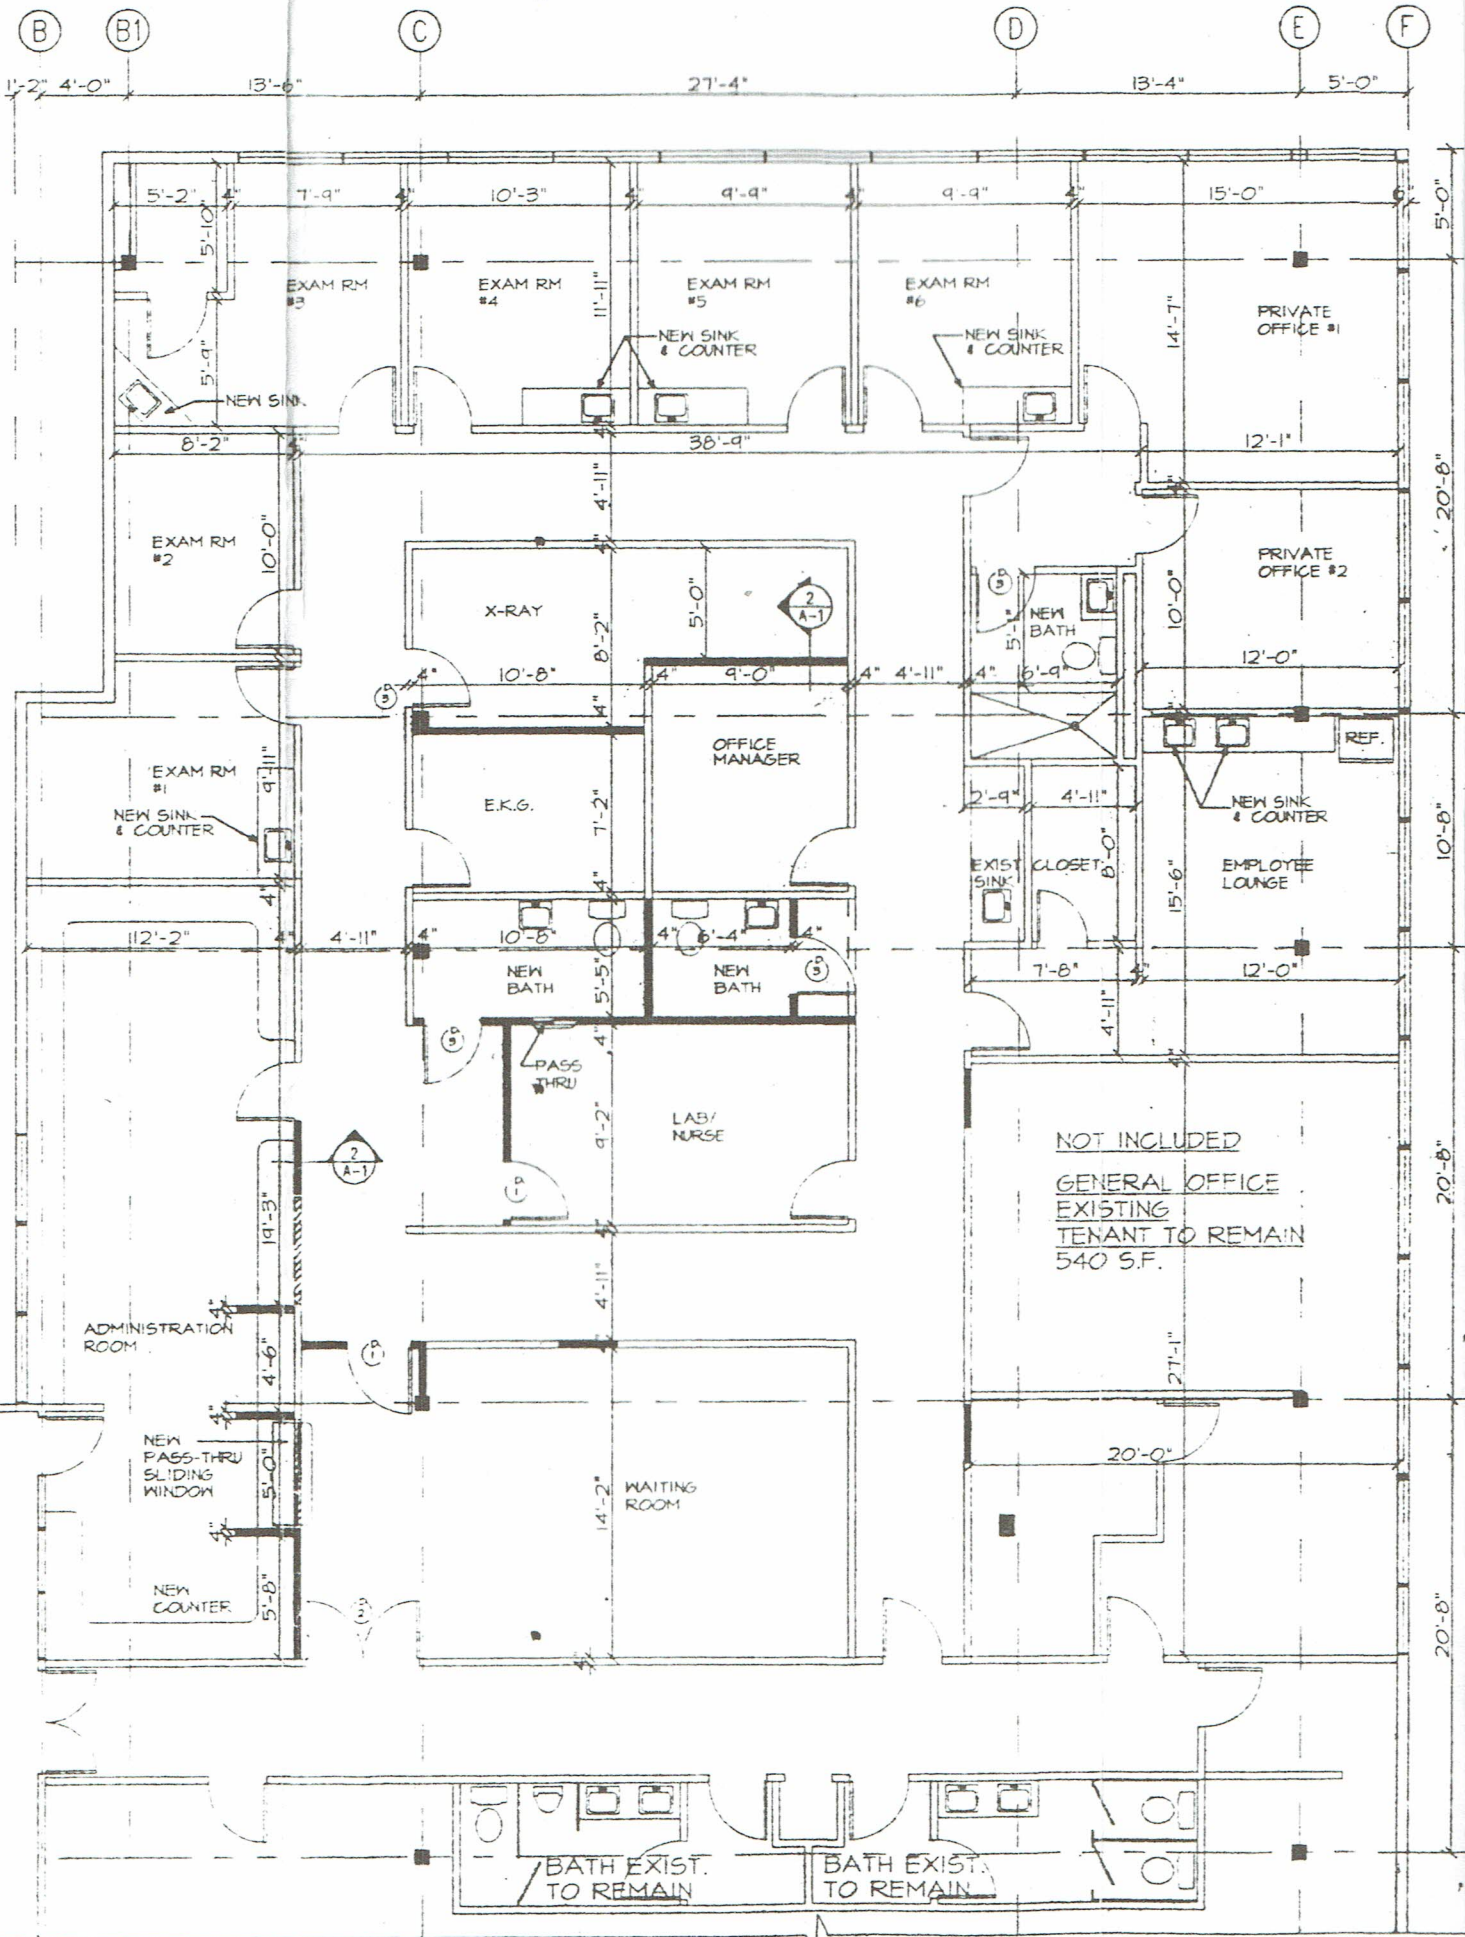 B
B1
C
D
E
F
1'-2"
4'-0"
13'-6"
27'-4"
13'-4"
5'-0"
5'-2"
4"
7'-9"
4"
10'-3"
4"
9'-9"
4"
9'-9"
4"
15'-0"
6"
5'-0"
5'-10"
EXAM RM
#3
EXAM RM
#4
11'-11"
EXAM RM
#5
EXAM RM
#6
14'-7"
PRIVATE
OFFICE #1
NEW SINK
& COUNTER
NEW SINK
& COUNTER
5'-9"
NEW SINK
8'-2"
4"
38'-9"
12'-1"
4'-11"
20'-8"
EXAM RM
#2
10'-0"
4"
X-RAY
8'-2"
5'-0"
2
A-1
NEW
BATH
5'-1"
10'-0"
PRIVATE
OFFICE #2
12'-0"
4"
10'-8"
4"
9'-0"
4"
4'-11"
4"
6'-9"
4"
EXAM RM
#1
9'-11"
NEW SINK
& COUNTER
E.K.G.
7'-2"
OFFICE
MANAGER
REF.
NEW SINK
& COUNTER
2'-9"
4'-11"
EXIST
SINK
CLOSET
8'-0"
15'-6"
EMPLOYEE
LOUNGE
10'-8"
4"
4"
12'-2"
4"
4'-11"
4"
10'-8"
4"
6'-4"
4"
NEW
BATH
5'-5"
NEW
BATH
7'-8"
4"
12'-0"
4'-11"
4"
4"
PASS
THRU
9'-2"
LAB/
NURSE
2
A-1
19'-3"
NOT INCLUDED
GENERAL OFFICE
EXISTING
TENANT TO REMAIN
540 S.F.
20'-8"
4"
4'-11"
ADMINISTRATION
ROOM
4"
4'-6"
4"
27'-1"
NEW
PASS-THRU
SLIDING
WINDOW
5'-0"
4"
14'-2"
WAITING
ROOM
20'-0"
NEW
COUNTER
5'-8"
20'-8"
4"
BATH EXIST.
TO REMAIN
BATH EXIST.
TO REMAIN